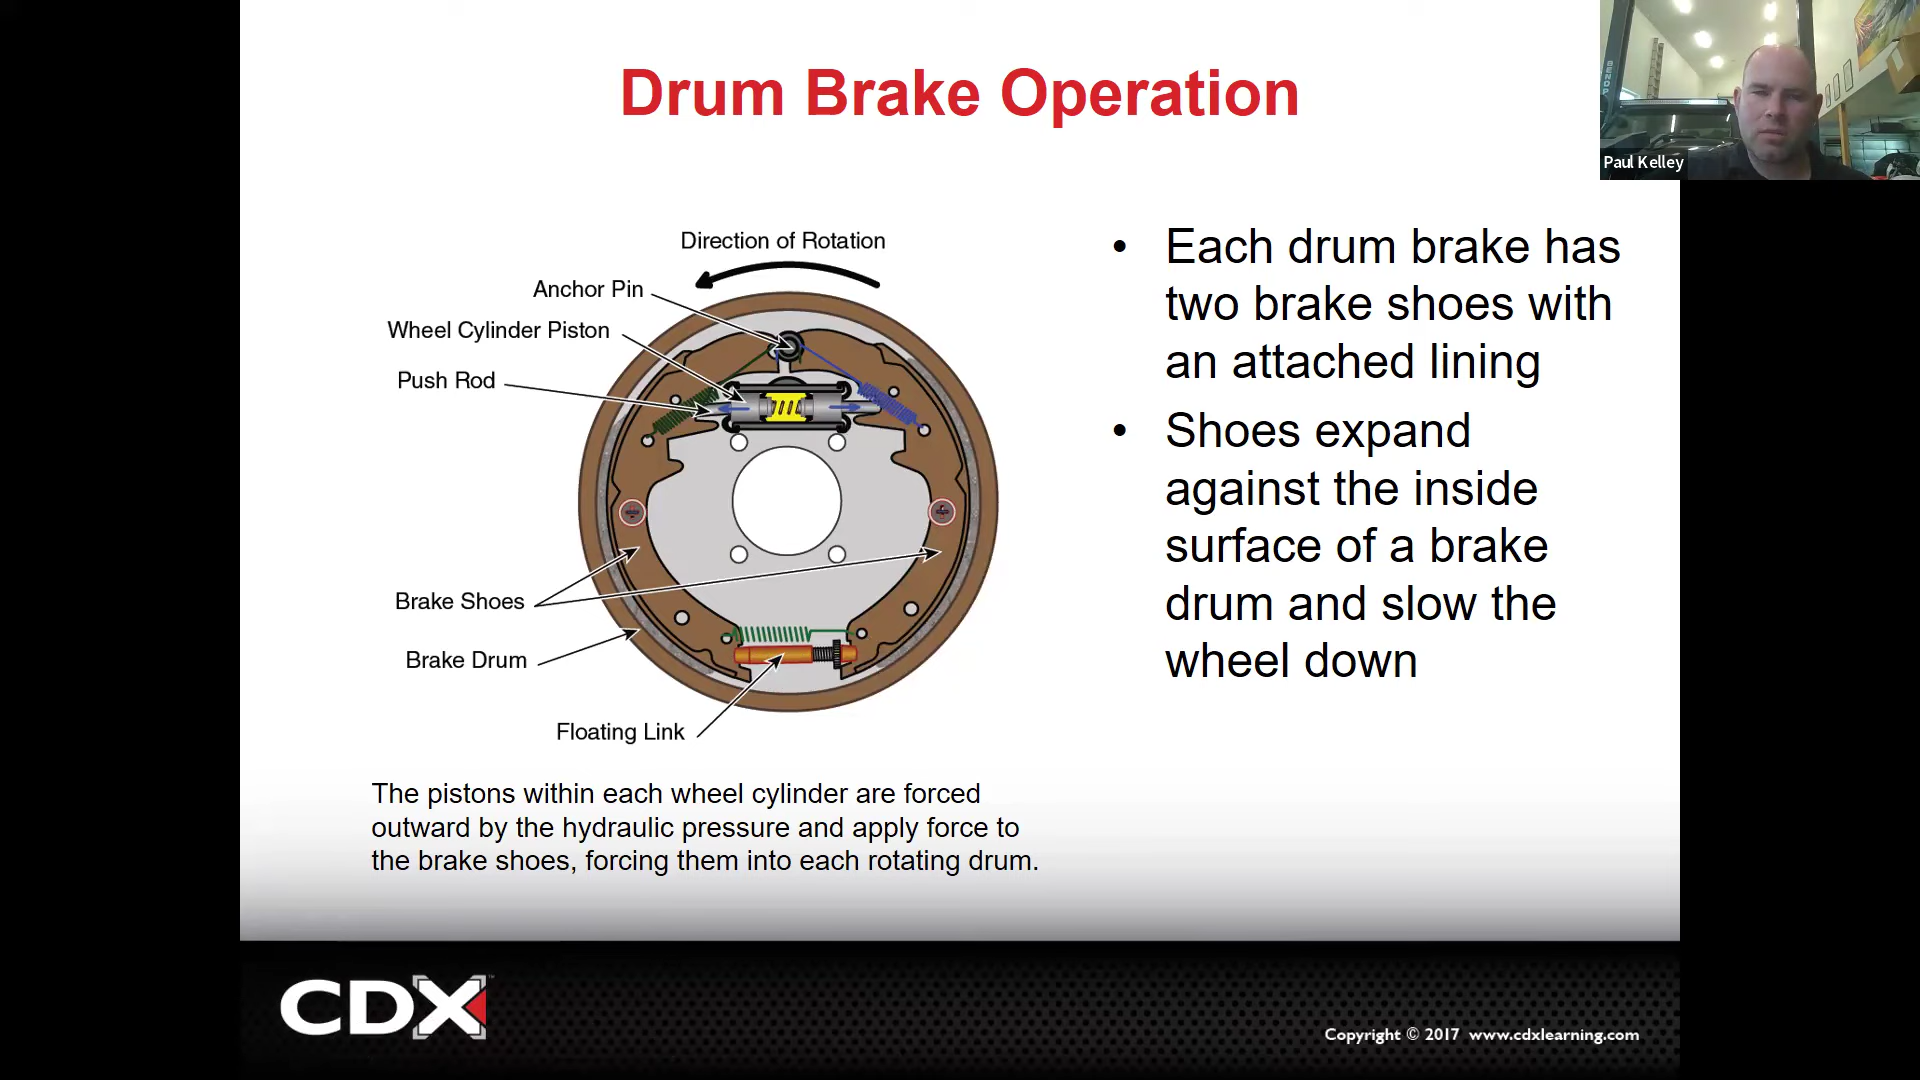 Drum Brake Operation
Paul Kelley
Direction of Rotation
Anchor Pin
Wheel Cylinder Piston
Push Rod
Brake Shoes
Brake Drum
Floating Link
The pistons within each wheel cylinder are forced
outward by the hydraulic pressure and apply force to
the brake shoes, forcing them into each rotating drum.
• Each drum brake has
two brake shoes with
an attached lining
• Shoes expand
against the inside
surface of a brake
drum and slow the
wheel down
CDX™
Copyright © 2017 www.cdxlearning.com